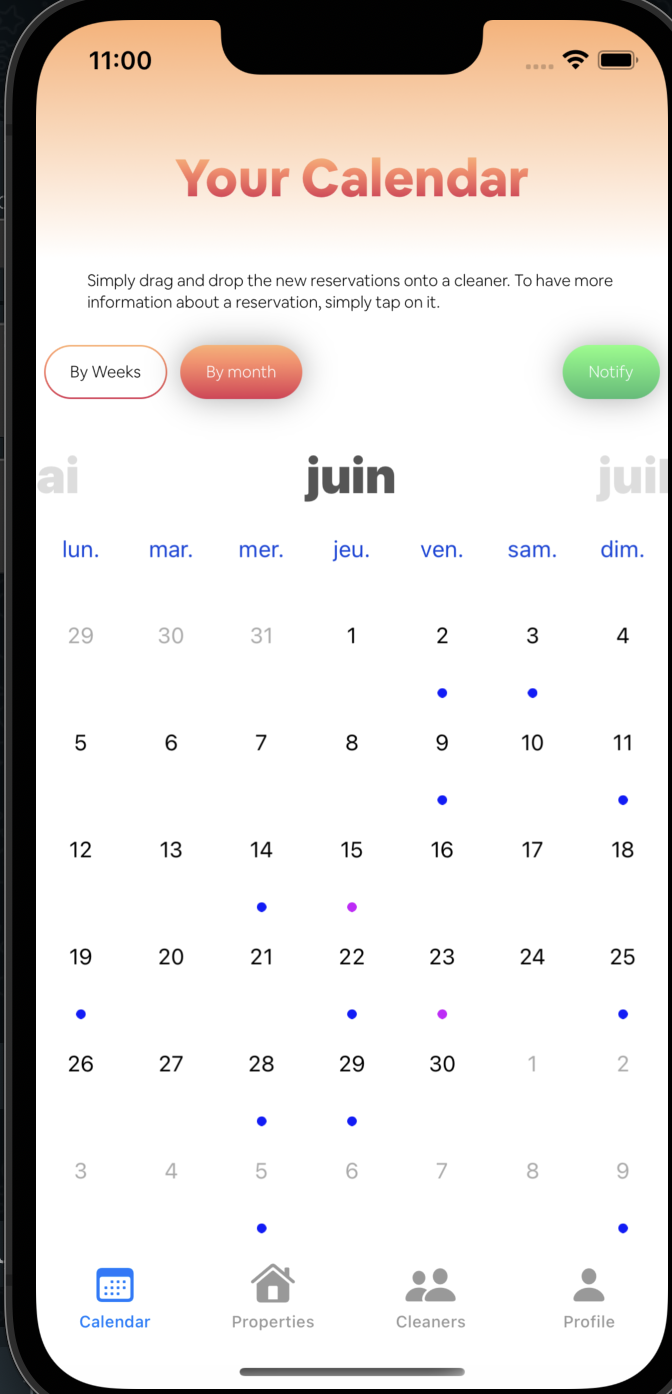 11:00
Your Calendar
Simply drag and drop the new reservations onto a cleaner. To have more
information about a reservation, simply tap on it.
By Weeks By month Notify
ai juin juil
lun. mar. mer. jeu. ven. sam. dim.
29 30 31 1 2 3 4
5 6 7 8 9 10 11
12 13 14 15 16 17 18
19 20 21 22 23 24 25
26 27 28 29 30 1 2
3 4 5 6 7 8 9
Calendar Properties Cleaners Profile